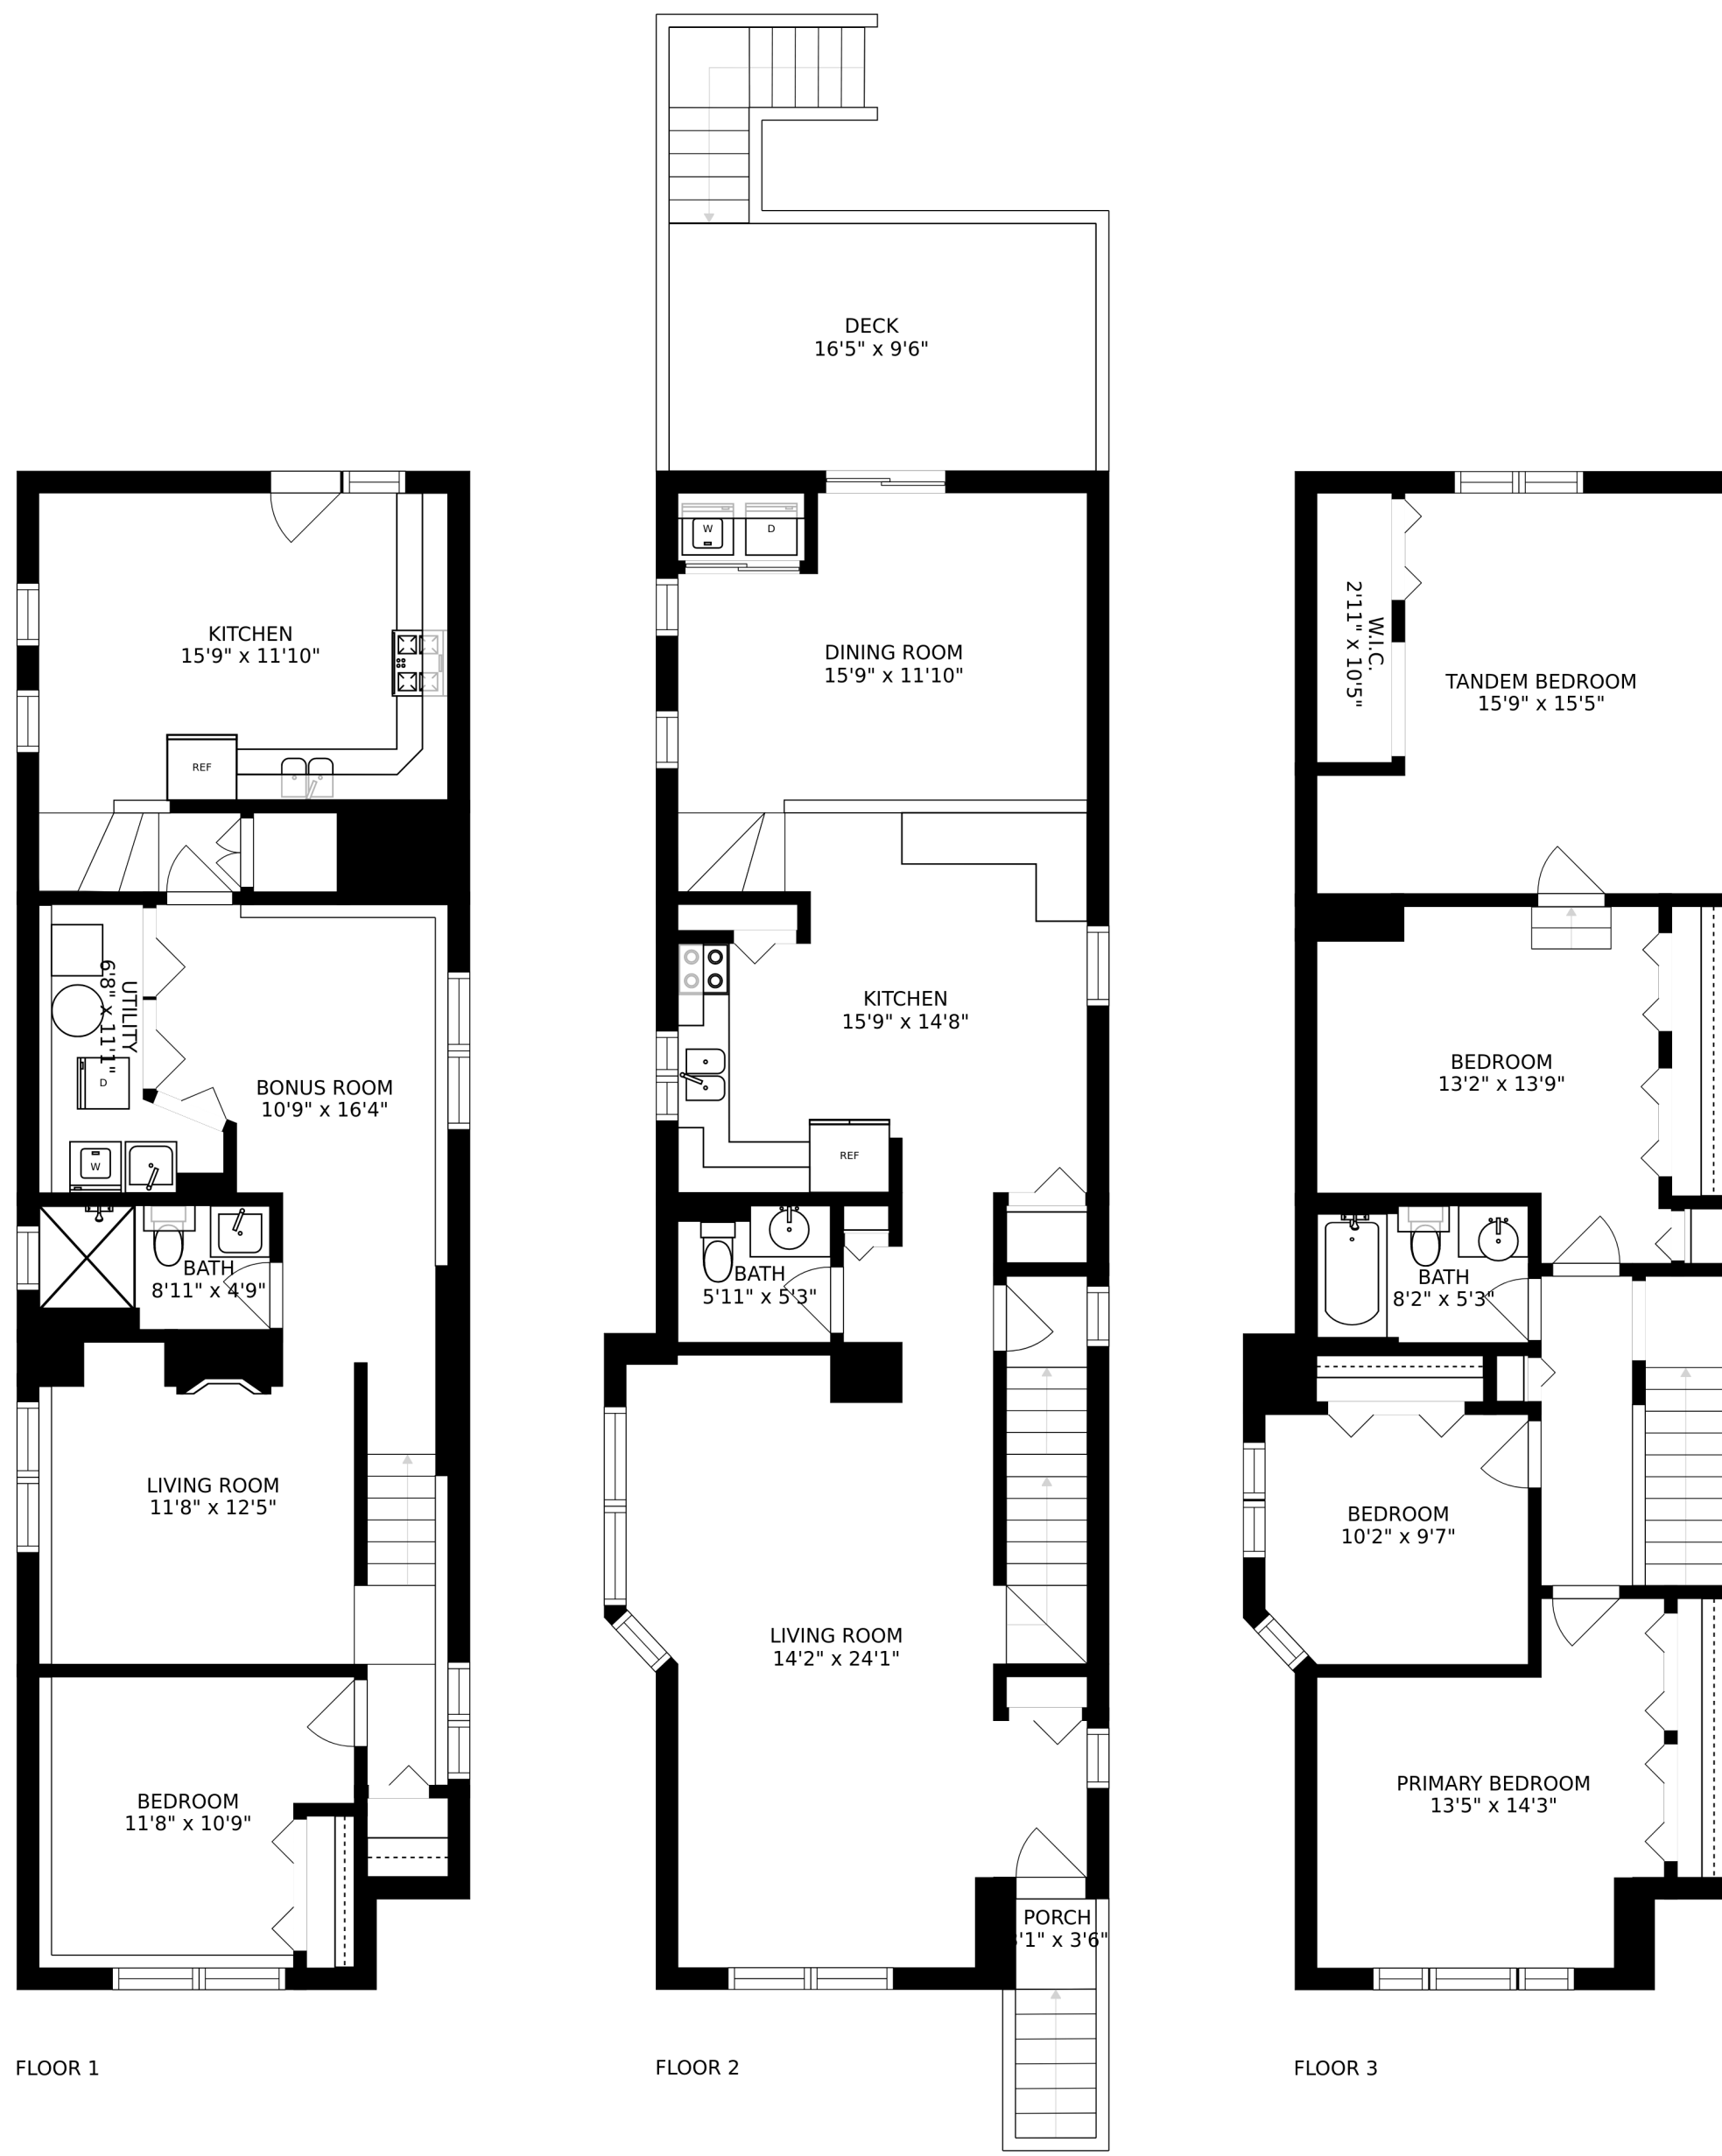 KITCHEN
15'9" x 11'10"
REF
UTILITY
6'8" x 11'1"
D
W
BONUS ROOM
10'9" x 16'4"
BATH
8'11" x 4'9"
LIVING ROOM
11'8" x 12'5"
BEDROOM
11'8" x 10'9"
FLOOR 1
DECK
16'5" x 9'6"
W
D
DINING ROOM
15'9" x 11'10"
KITCHEN
15'9" x 14'8"
REF
BATH
5'11" x 5'3"
LIVING ROOM
14'2" x 24'1"
PORCH
'1" x 3'6"
FLOOR 2
W.I.C.
2'11" x 10'5"
TANDEM BEDROOM
15'9" x 15'5"
BEDROOM
13'2" x 13'9"
BATH
8'2" x 5'3"
BEDROOM
10'2" x 9'7"
PRIMARY BEDROOM
13'5" x 14'3"
FLOOR 3